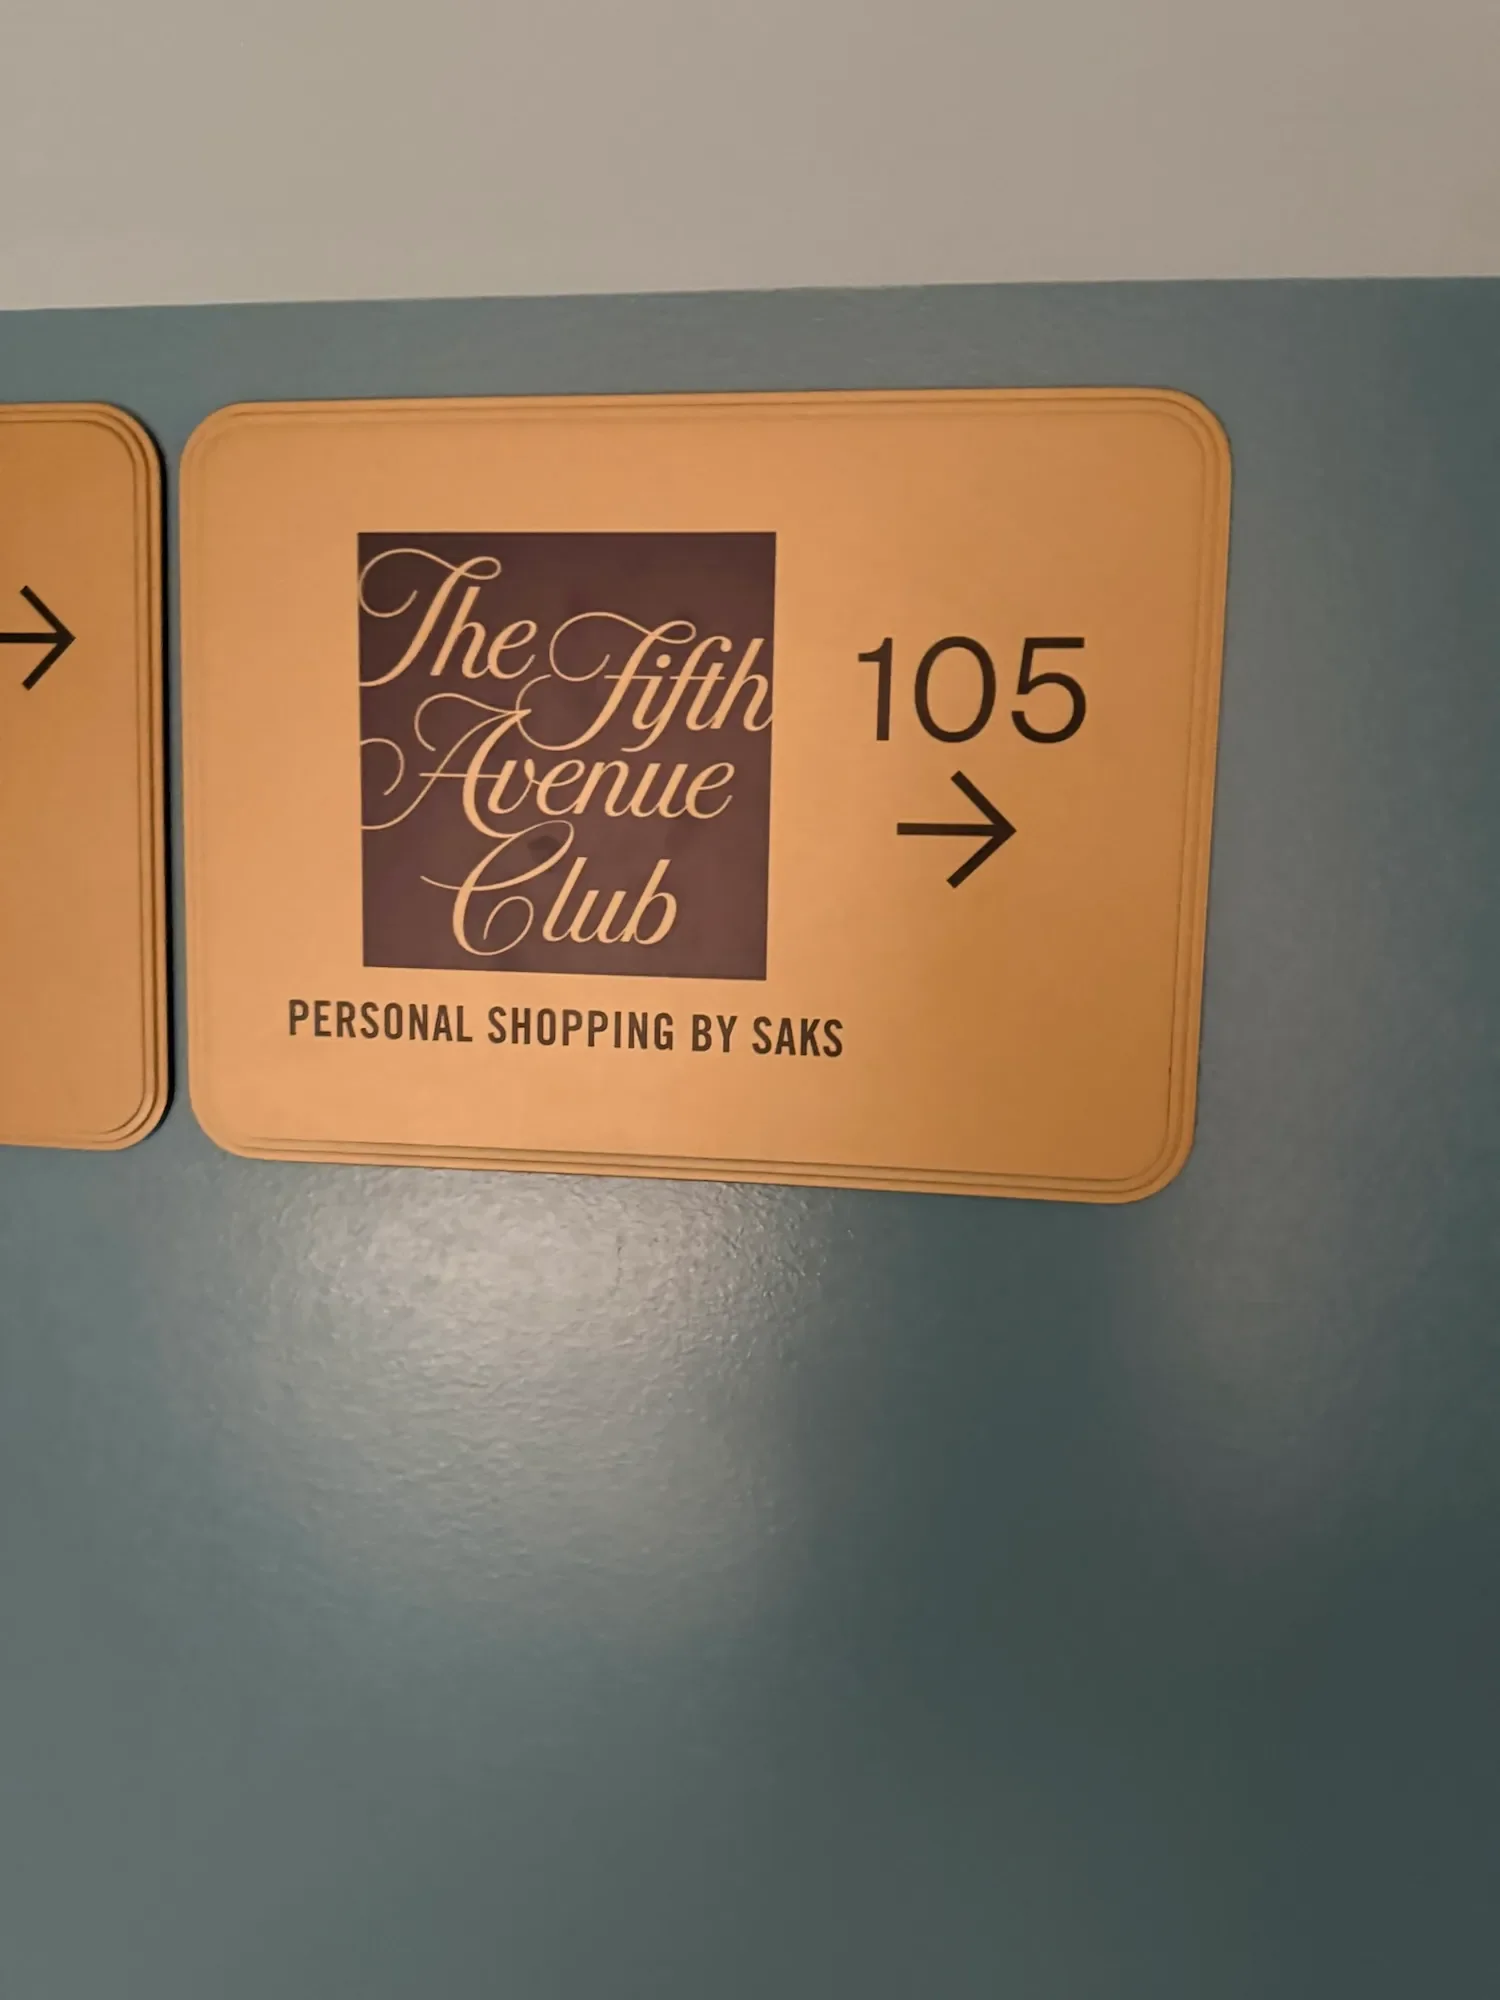 The Fifth
Avenue
Club
PERSONAL SHOPPING BY SAKS
105